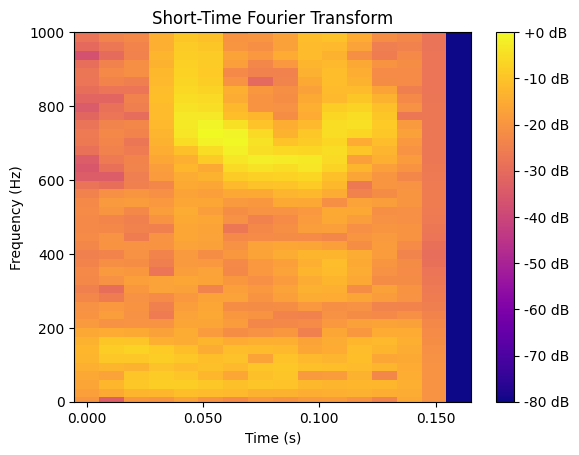 Short-Time Fourier Transform
Frequency (Hz)
1000
800
600
400
200
0
0.000
0.050
0.100
0.150
Time (s)
+0 dB
-10 dB
-20 dB
-30 dB
-40 dB
-50 dB
-60 dB
-70 dB
-80 dB